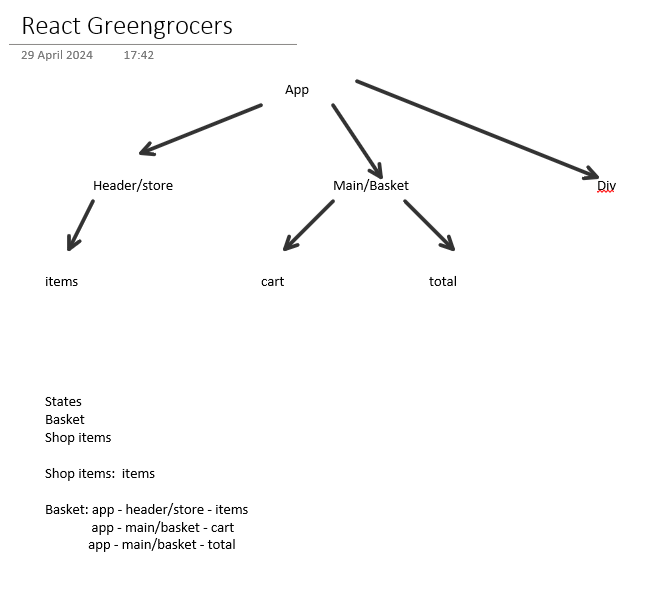 React Greengrocers
29 April 2024 17:42
App
Header/store Main/Basket Div
items cart total
States
Basket
Shop items
Shop items: items
Basket: app - header/store - items
app - main/basket - cart
app - main/basket - total